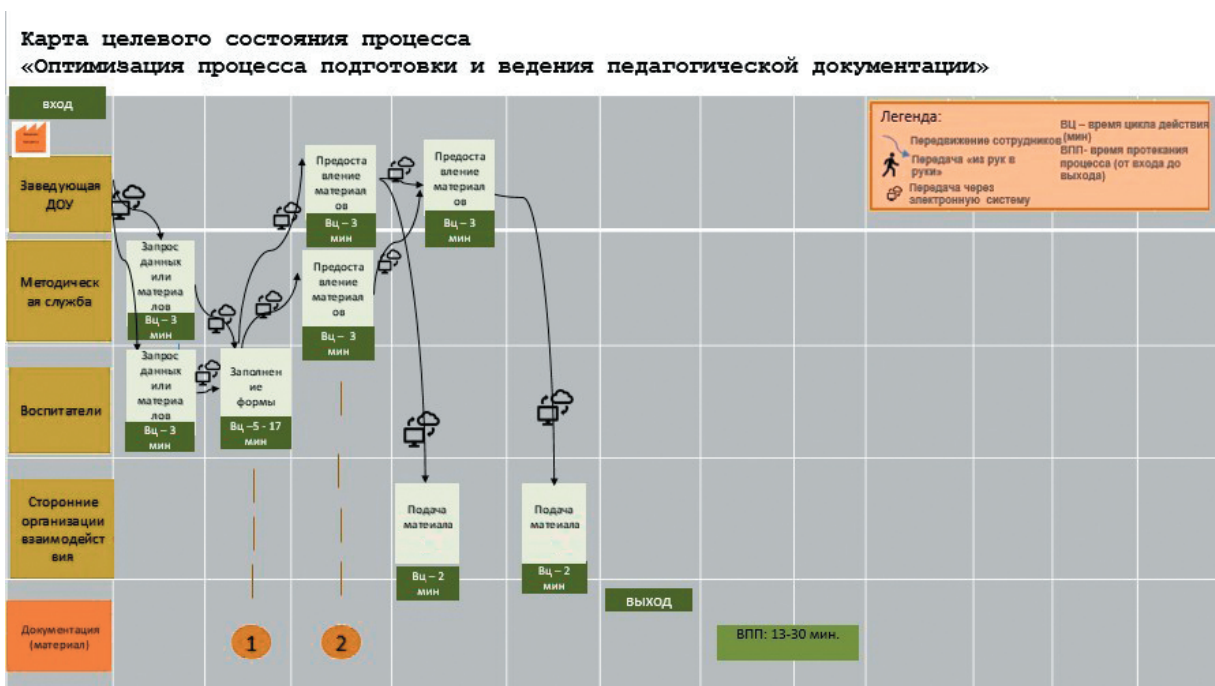 Карта целевого состояния процесса
«Оптимизация процесса подготовки и ведения педагогической документации»
вход
Легенда:
Передвижение сотрудников
Передача «из рук в
руки»
Передача через
электронную систему
ВЦ – время цикла действия
(мин)
ВПП- время протекания
процесса (от входа до
выхода)
Заведующая
ДОУ
Предоста
вление
материал
ов
Вц – 3
мин
Предоста
вление
материал
ов
Вц – 3
мин
Методическ
ая служба
Запрос
данных
или
материа
лов
Вц – 3
мин
Предоста
вление
материал
ов
Вц – 3
мин
Воспитатели
Запрос
данных
или
материа
лов
Вц – 3
мин
Заполнен
ие
формы
Вц –5 - 17
мин
Сторонние
организации
взаимодейст
вия
Подача
матеиала
Вц – 2
мин
Подача
матеиала
Вц – 2
мин
выход
Документация
(материал)
1
2
ВПП: 13-30 мин.